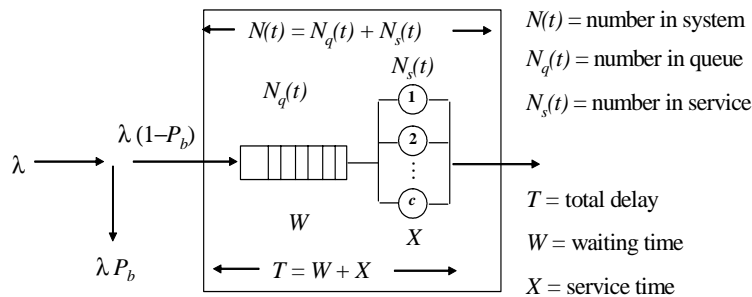 N(t) = N_q(t) + N_s(t)
N(t) = number in system
N_q(t) = number in queue
N_s(t) = number in service
N_s(t)
N_q(t)
1
2
⋮
c
λ
λ (1–P_b)
λ P_b
W
X
T = W + X
T = total delay
W = waiting time
X = service time